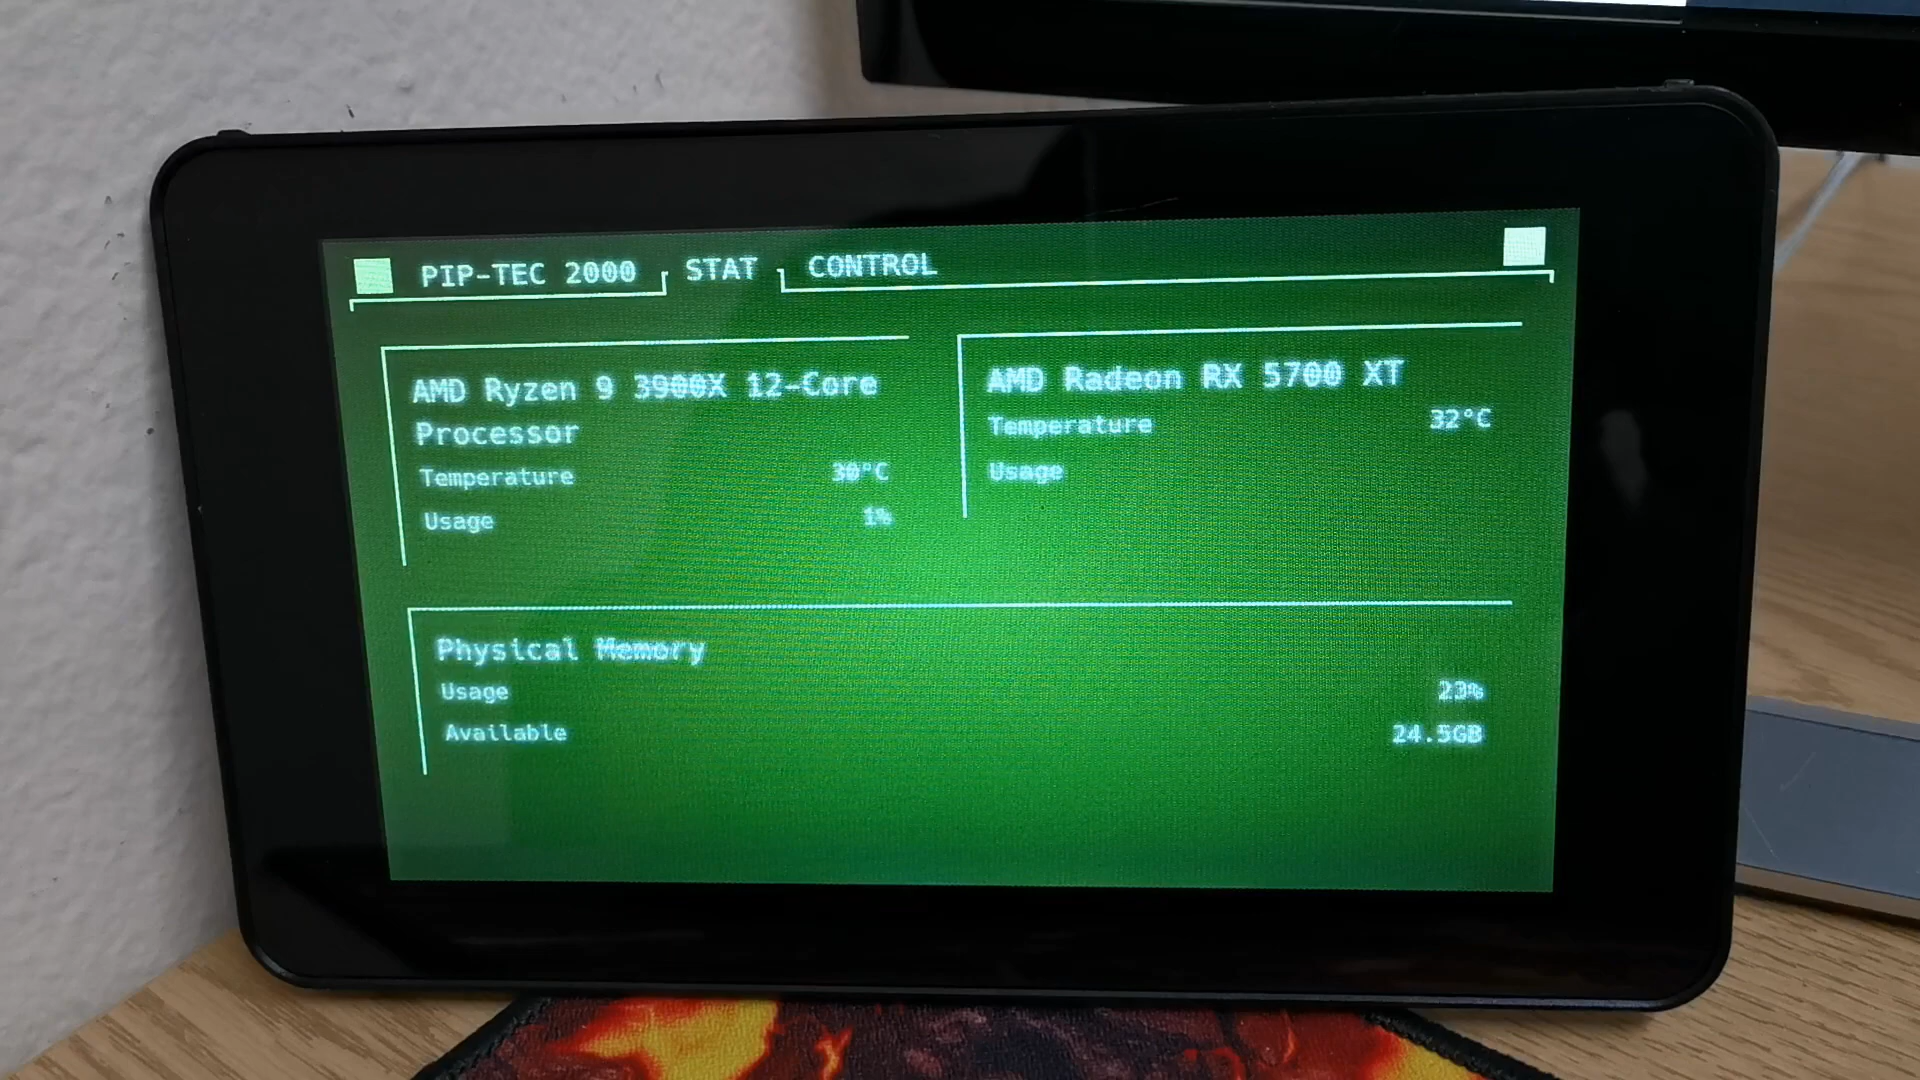 PIP-TEC 2000 STAT CONTROL
AMD Ryzen 9 3900X 12-Core
Processor
Temperature 30°C
Usage 1%
AMD Radeon RX 5700 XT
Temperature 32°C
Usage
Physical Memory
Usage 23%
Available 24.5GB